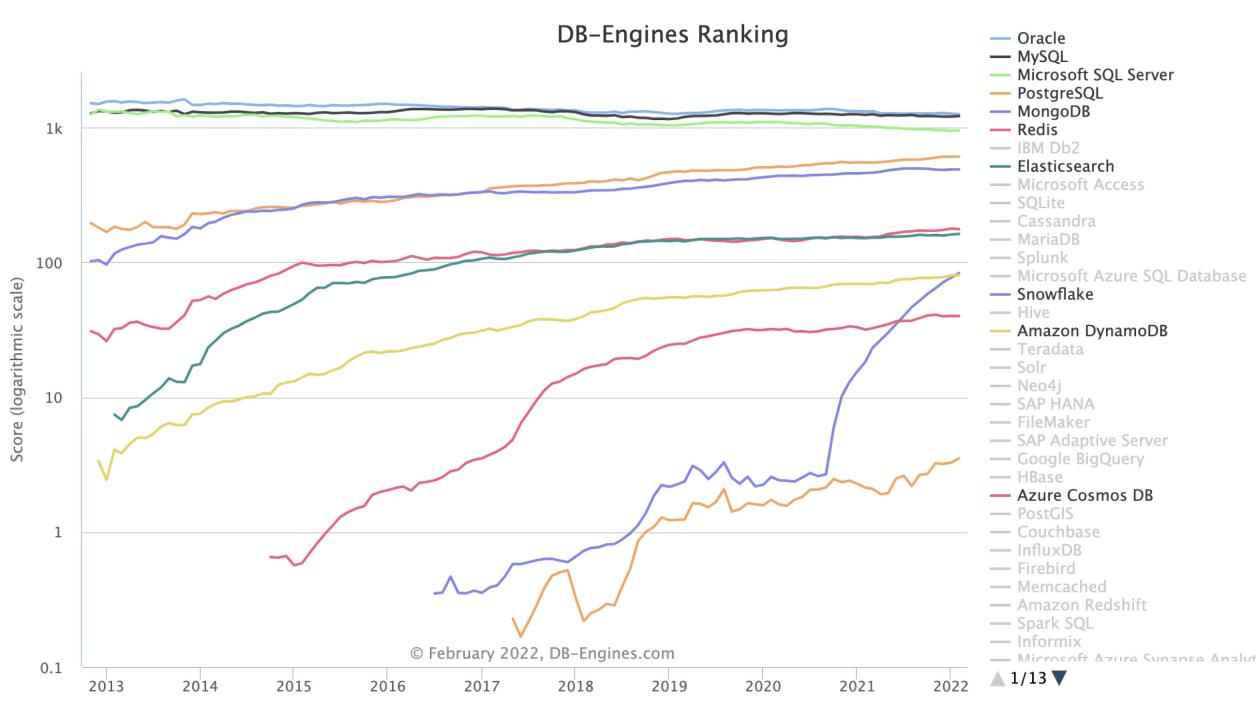 DB-Engines Ranking
Score (logarithmic scale)
1k
100
10
1
0.1
2013 2014 2015 2016 2017 2018 2019 2020 2021 2022
© February 2022, DB-Engines.com
Oracle
MySQL
Microsoft SQL Server
PostgreSQL
MongoDB
Redis
IBM Db2
Elasticsearch
Microsoft Access
SQLite
Cassandra
MariaDB
Splunk
Microsoft Azure SQL Database
Snowflake
Hive
Amazon DynamoDB
Teradata
Solr
Neo4j
SAP HANA
FileMaker
SAP Adaptive Server
Google BigQuery
HBase
Azure Cosmos DB
PostGIS
Couchbase
InfluxDB
Firebird
Memcached
Amazon Redshift
Spark SQL
Informix
Microsoft Azure Synapse Analyt
1/13